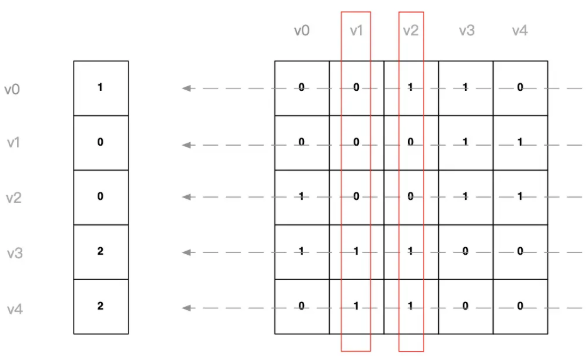 v0 v1 v2 v3 v4
v0 1 0 0 1 1 0
v1 0 0 0 0 1 1
v2 0 1 0 0 1 1
v3 2 1 1 1 0 0
v4 2 0 1 1 0 0